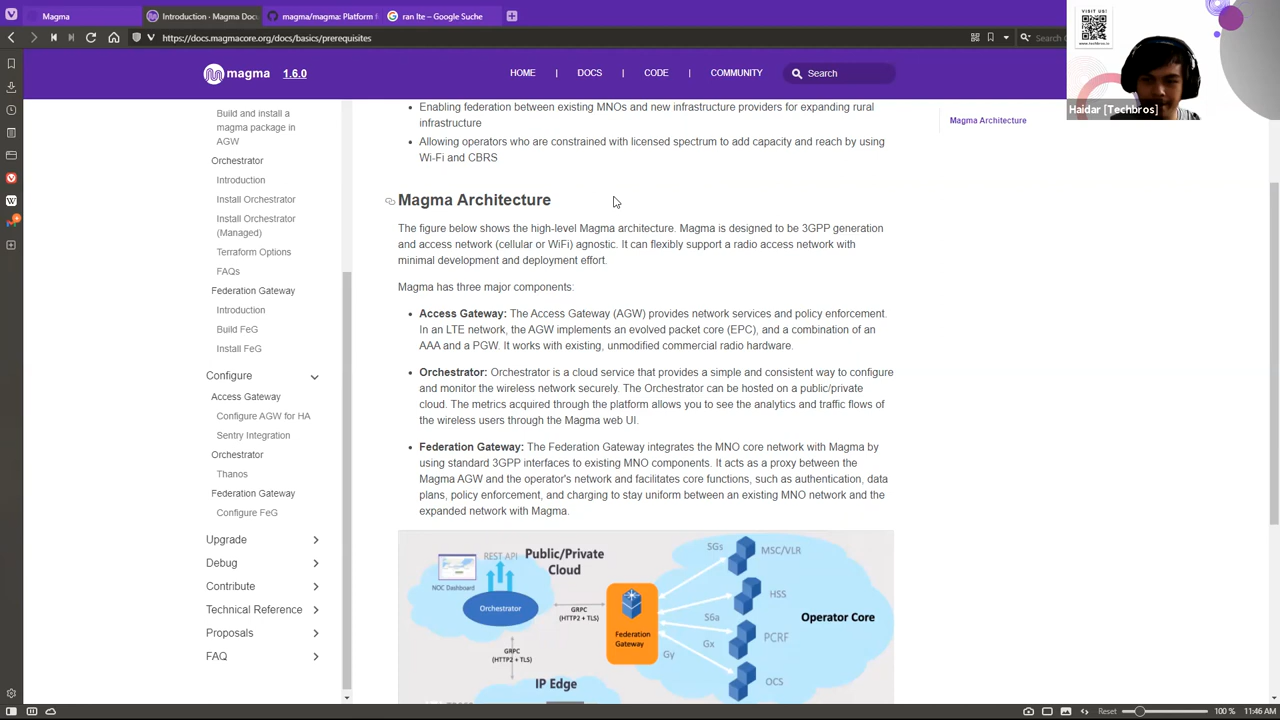 Magma
Introduction · Magma Docu
magma/magma: Platform f
ran lte – Google Suche
https://docs.magmacore.org/docs/basics/prerequisites
Search
VISIT US!
www.techbros.io
Haidar [Techbros]
magma
1.6.0
HOME | DOCS | CODE | COMMUNITY
Search
Build and install a
magma package in
AGW
Orchestrator
Introduction
Install Orchestrator
Install Orchestrator
(Managed)
Terraform Options
FAQs
Federation Gateway
Introduction
Build FeG
Install FeG
Configure
Access Gateway
Configure AGW for HA
Sentry Integration
Orchestrator
Thanos
Federation Gateway
Configure FeG
Upgrade
Debug
Contribute
Technical Reference
Proposals
FAQ
Enabling federation between existing MNOs and new infrastructure providers for expanding rural
infrastructure
Allowing operators who are constrained with licensed spectrum to add capacity and reach by using
Wi-Fi and CBRS
Magma Architecture
The figure below shows the high-level Magma architecture. Magma is designed to be 3GPP generation
and access network (cellular or WiFi) agnostic. It can flexibly support a radio access network with
minimal development and deployment effort.
Magma has three major components:
Access Gateway: The Access Gateway (AGW) provides network services and policy enforcement.
In an LTE network, the AGW implements an evolved packet core (EPC), and a combination of an
AAA and a PGW. It works with existing, unmodified commercial radio hardware.
Orchestrator: Orchestrator is a cloud service that provides a simple and consistent way to configure
and monitor the wireless network securely. The Orchestrator can be hosted on a public/private
cloud. The metrics acquired through the platform allows you to see the analytics and traffic flows of
the wireless users through the Magma web UI.
Federation Gateway: The Federation Gateway integrates the MNO core network with Magma by
using standard 3GPP interfaces to existing MNO components. It acts as a proxy between the
Magma AGW and the operator's network and facilitates core functions, such as authentication, data
plans, policy enforcement, and charging to stay uniform between an existing MNO network and the
expanded network with Magma.
REST API
Public/Private
Cloud
NOC Dashboard
Orchestrator
GRPC
(HTTP2 + TLS)
Federation
Gateway
GRPC
(HTTP2 + TLS)
IP Edge
SGs
MSC/VLR
HSS
S6a
Operator Core
Gx
PCRF
Gy
OCS
Magma Architecture
Reset
100 %
11:46 AM